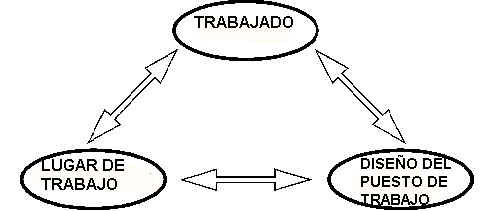 TRABAJADO
LUGAR DE
TRABAJO
DISEÑO DEL
PUESTO DE
TRABAJO